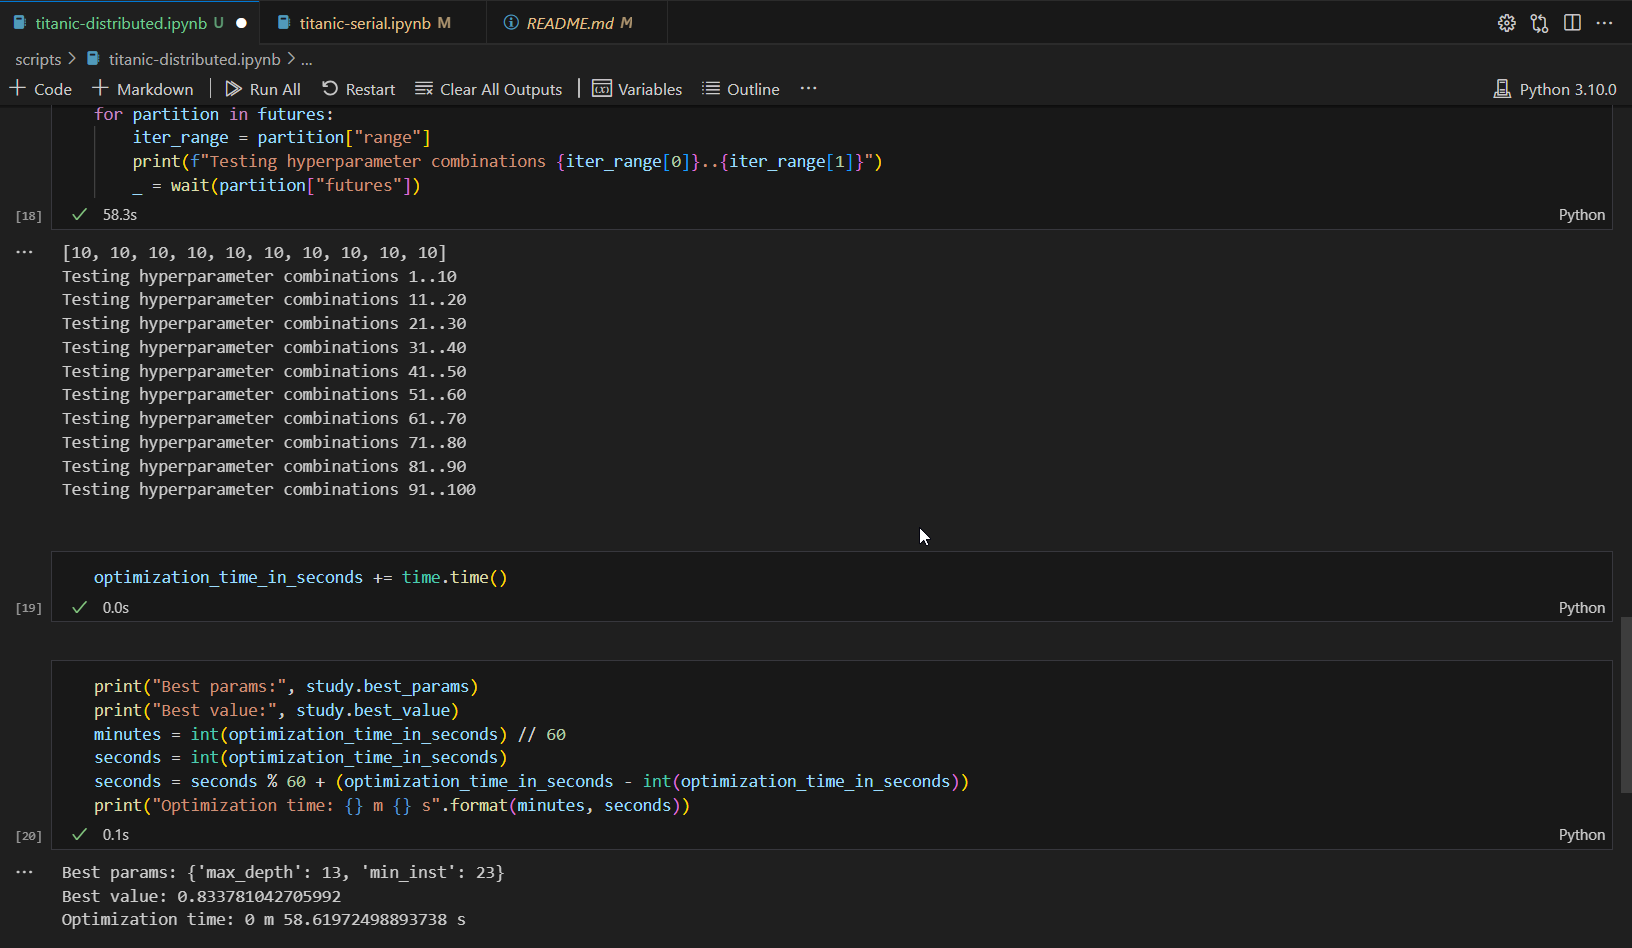 titanic-distributed.ipynb U
titanic-serial.ipynb M
README.md M
scripts > titanic-distributed.ipynb > ...
Code
Markdown
Run All
Restart
Clear All Outputs
Variables
Outline
Python 3.10.0
for partition in futures:
    iter_range = partition["range"]
    print(f"Testing hyperparameter combinations {iter_range[0]}..{iter_range[1]}")
    _ = wait(partition["futures"])
[18] 58.3s Python
[10, 10, 10, 10, 10, 10, 10, 10, 10, 10]
Testing hyperparameter combinations 1..10
Testing hyperparameter combinations 11..20
Testing hyperparameter combinations 21..30
Testing hyperparameter combinations 31..40
Testing hyperparameter combinations 41..50
Testing hyperparameter combinations 51..60
Testing hyperparameter combinations 61..70
Testing hyperparameter combinations 71..80
Testing hyperparameter combinations 81..90
Testing hyperparameter combinations 91..100
optimization_time_in_seconds += time.time()
[19] 0.0s Python
print("Best params:", study.best_params)
print("Best value:", study.best_value)
minutes = int(optimization_time_in_seconds) // 60
seconds = int(optimization_time_in_seconds)
seconds = seconds % 60 + (optimization_time_in_seconds - int(optimization_time_in_seconds))
print("Optimization time: {} m {} s".format(minutes, seconds))
[20] 0.1s Python
Best params: {'max_depth': 13, 'min_inst': 23}
Best value: 0.833781042705992
Optimization time: 0 m 58.61972498893738 s